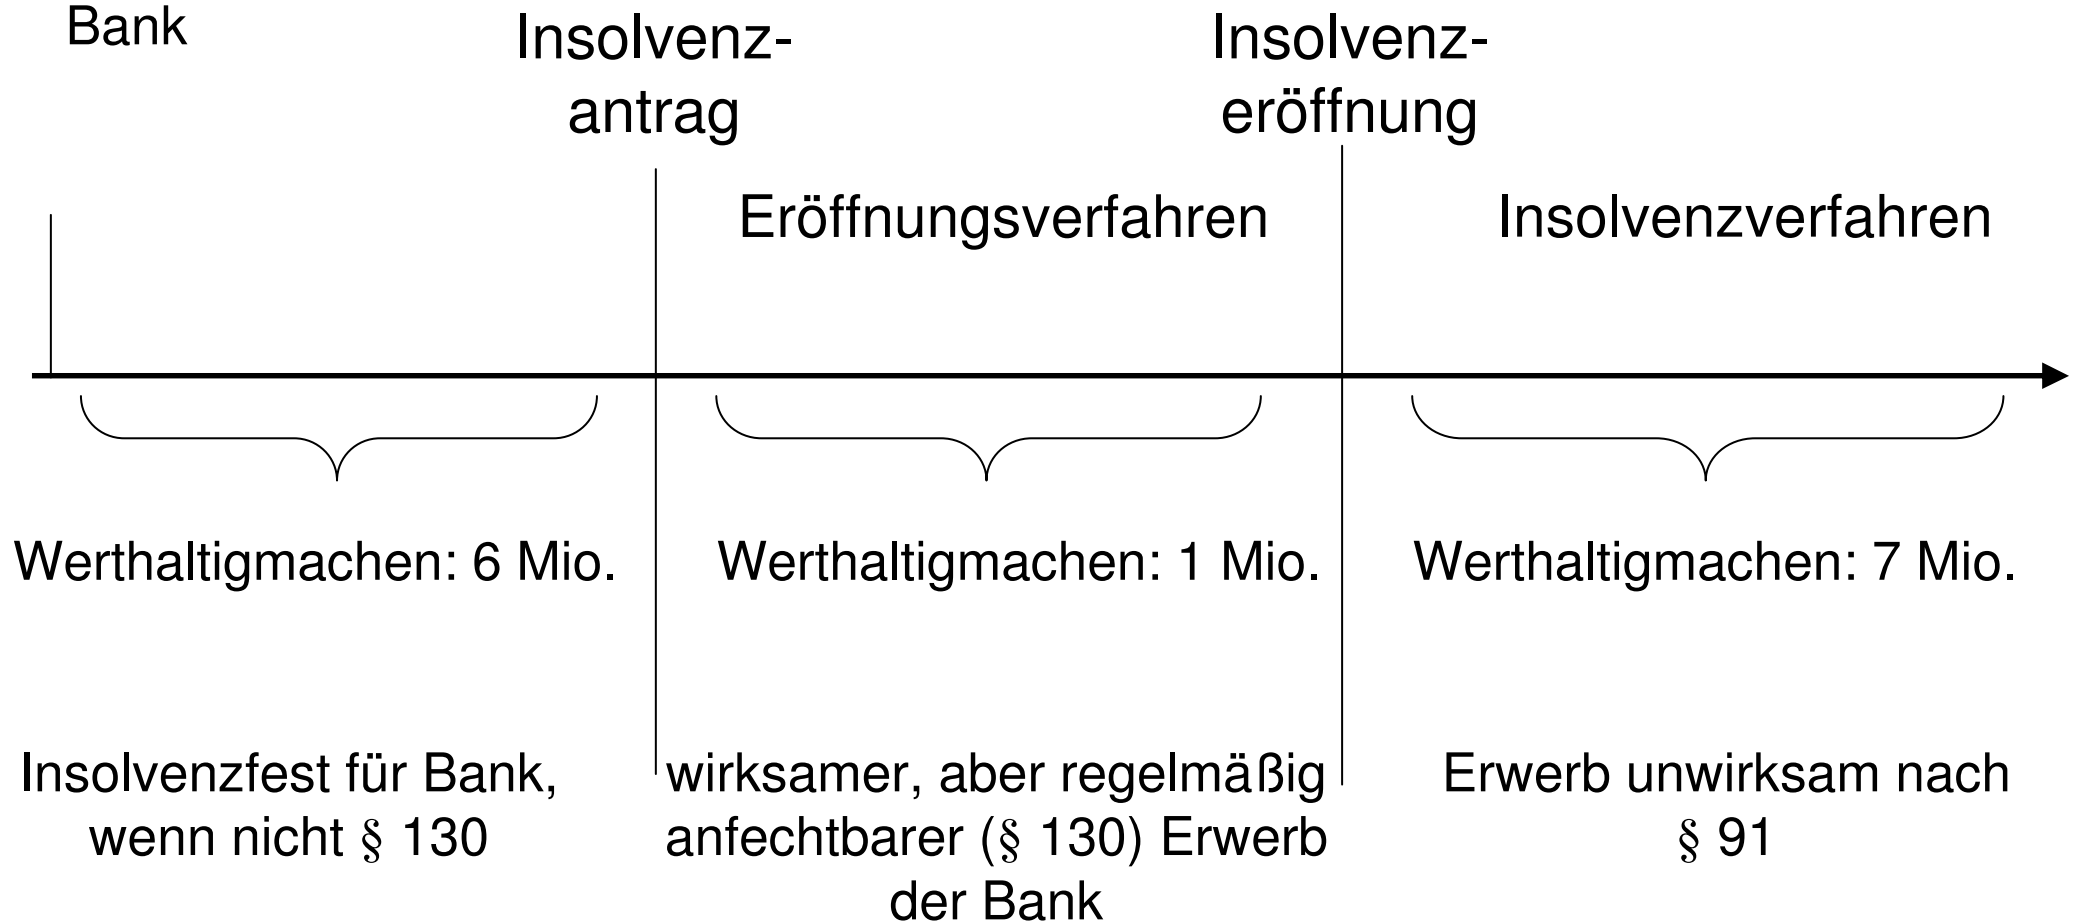 Bank
Insolvenz-
antrag
Insolvenz-
eröffnung
Eröffnungsverfahren
Insolvenzverfahren
Werthaltigmachen: 6 Mio.
Werthaltigmachen: 1 Mio.
Werthaltigmachen: 7 Mio.
Insolvenzfest für Bank,
wenn nicht § 130
wirksamer, aber regelmäßig
anfechtbarer (§ 130) Erwerb
der Bank
Erwerb unwirksam nach
§ 91